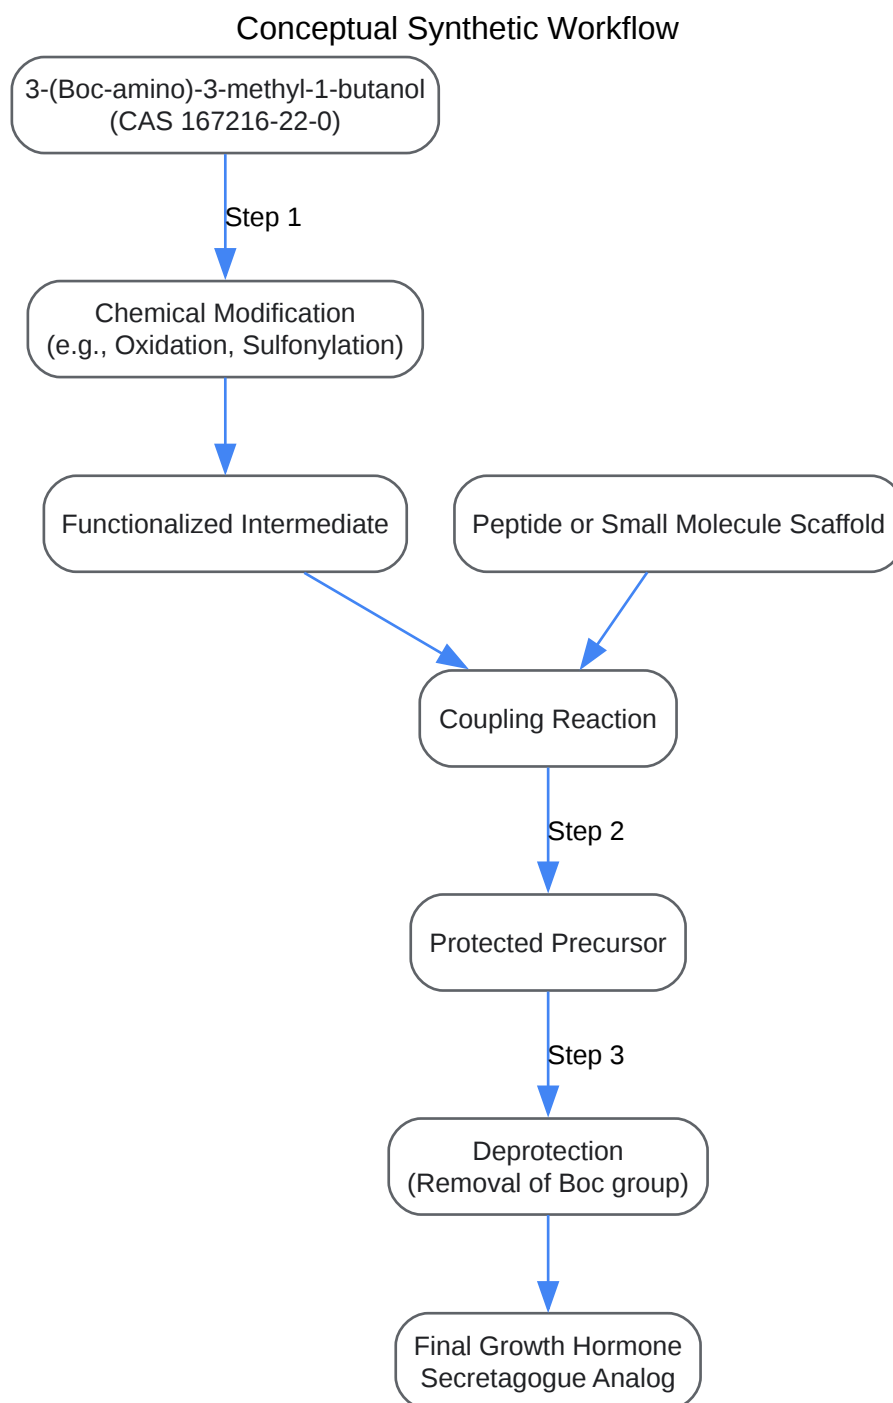 Conceptual Synthetic Workflow
3-(Boc-amino)-3-methyl-1-butanol
(CAS 167216-22-0)
Step 1
Chemical Modification
(e.g., Oxidation, Sulfonylation)
Functionalized Intermediate
Peptide or Small Molecule Scaffold
Coupling Reaction
Step 2
Protected Precursor
Step 3
Deprotection
(Removal of Boc group)
Final Growth Hormone
Secretagogue Analog